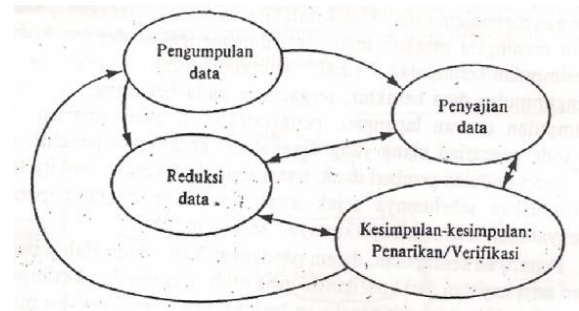 Pengumpulan
data
Penyajian
data
Reduksi
data
Kesimpulan-kesimpulan:
Penarikan/Verifikasi